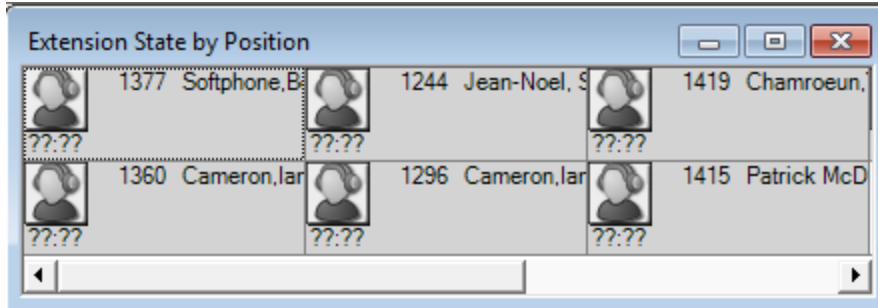 Extension State by Position
1377 Softphone,B
1244 Jean-Noel, S
1419 Chamroeun,
??:?? ??:?? ??:??
1360 Cameron,Iar
1296 Cameron,Iar
1415 Patrick McD
??:?? ??:?? ??:??